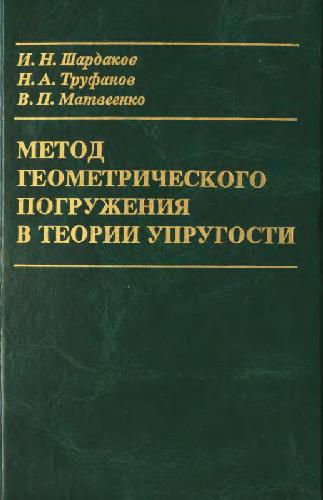 И. Н. Шардаков
Н. А. Труфанов
В. П. Матвеенко
МЕТОД
ГЕОМЕТРИЧЕСКОГО
ПОГРУЖЕНИЯ
В ТЕОРИИ УПРУГОСТИ